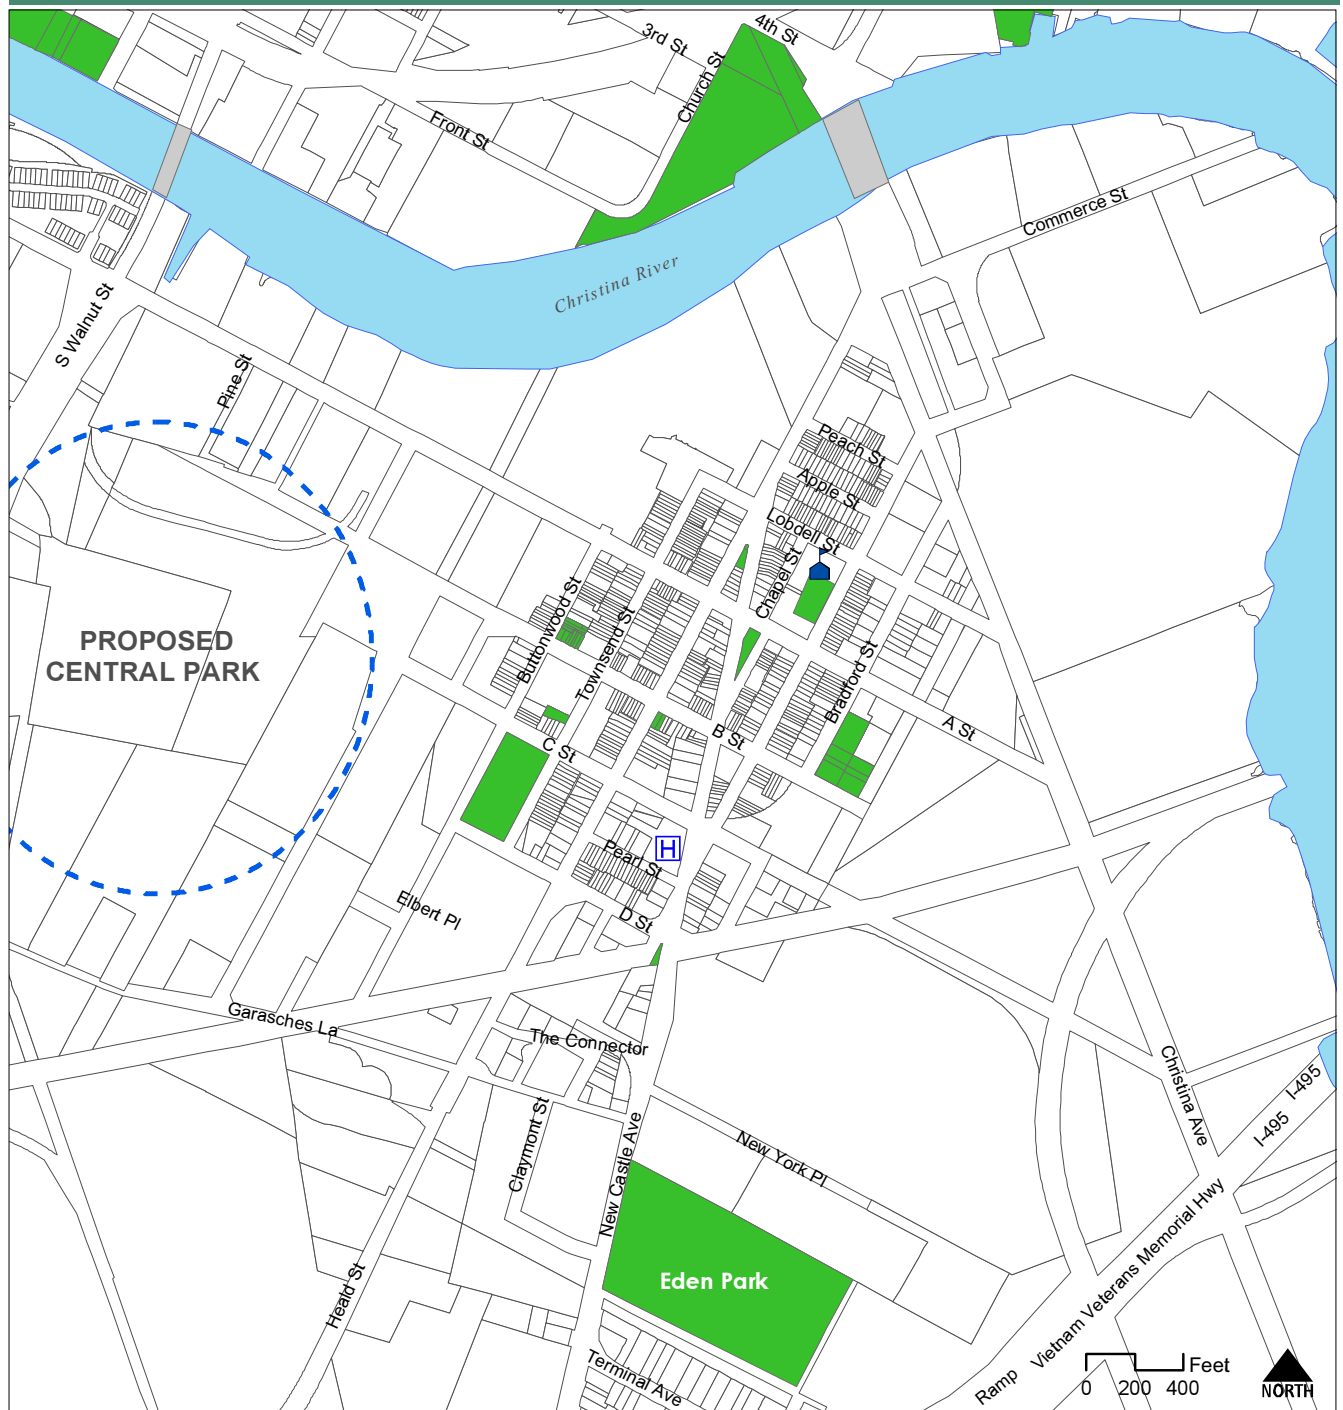 4th St
3rd St
Church St
Front St
Christina River
Commerce St
S Walnut St
Pine St
Peach St
Apple St
Lobdell St
Chapel St
PROPOSED
CENTRAL PARK
Buttonwood St
Townsend St
Bradford St
A St
B St
C St
H
Pearl St
Elbert Pl
D St
Garasches La
The Connector
Christina Ave
I-495
I-495
Claymont St
New Castle Ave
New York Pl
Vietnam Veterans Memorial Hwy
Eden Park
Heald St
Terminal Ave
Ramp
Feet
0 200 400
NORTH